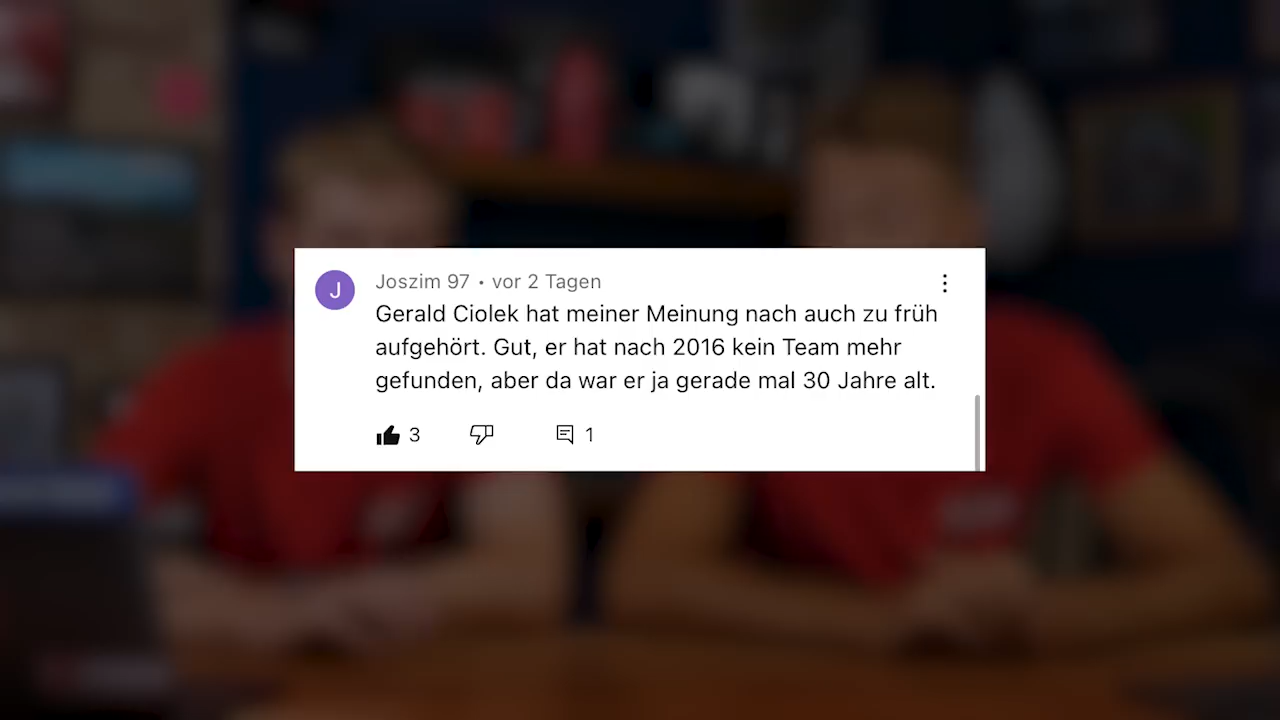 J
Joszim 97 • vor 2 Tagen
Gerald Ciolek hat meiner Meinung nach auch zu früh
aufgehört. Gut, er hat nach 2016 kein Team mehr
gefunden, aber da war er ja gerade mal 30 Jahre alt.
3
1